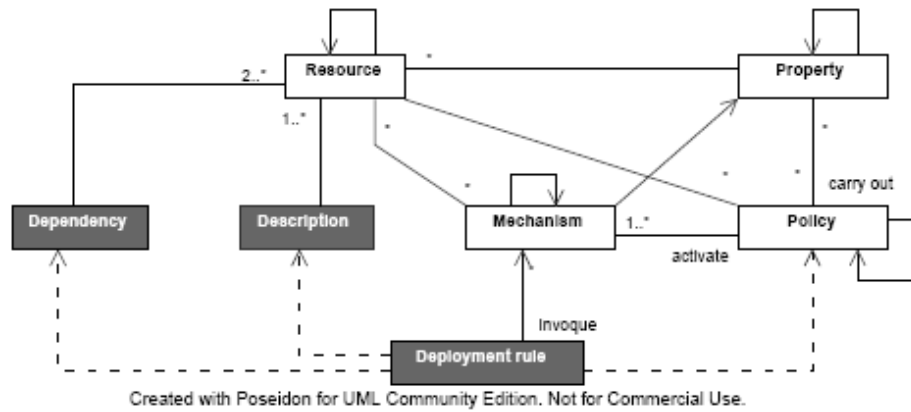 Resource
*
Property
2..*
1..*
*
*
*
*
*
carry out
Dependency
Description
Mechanism
1..*
Policy
activate
*
Invoque
Deployment rule
Created with Poseidon for UML Community Edition. Not for Commercial Use.